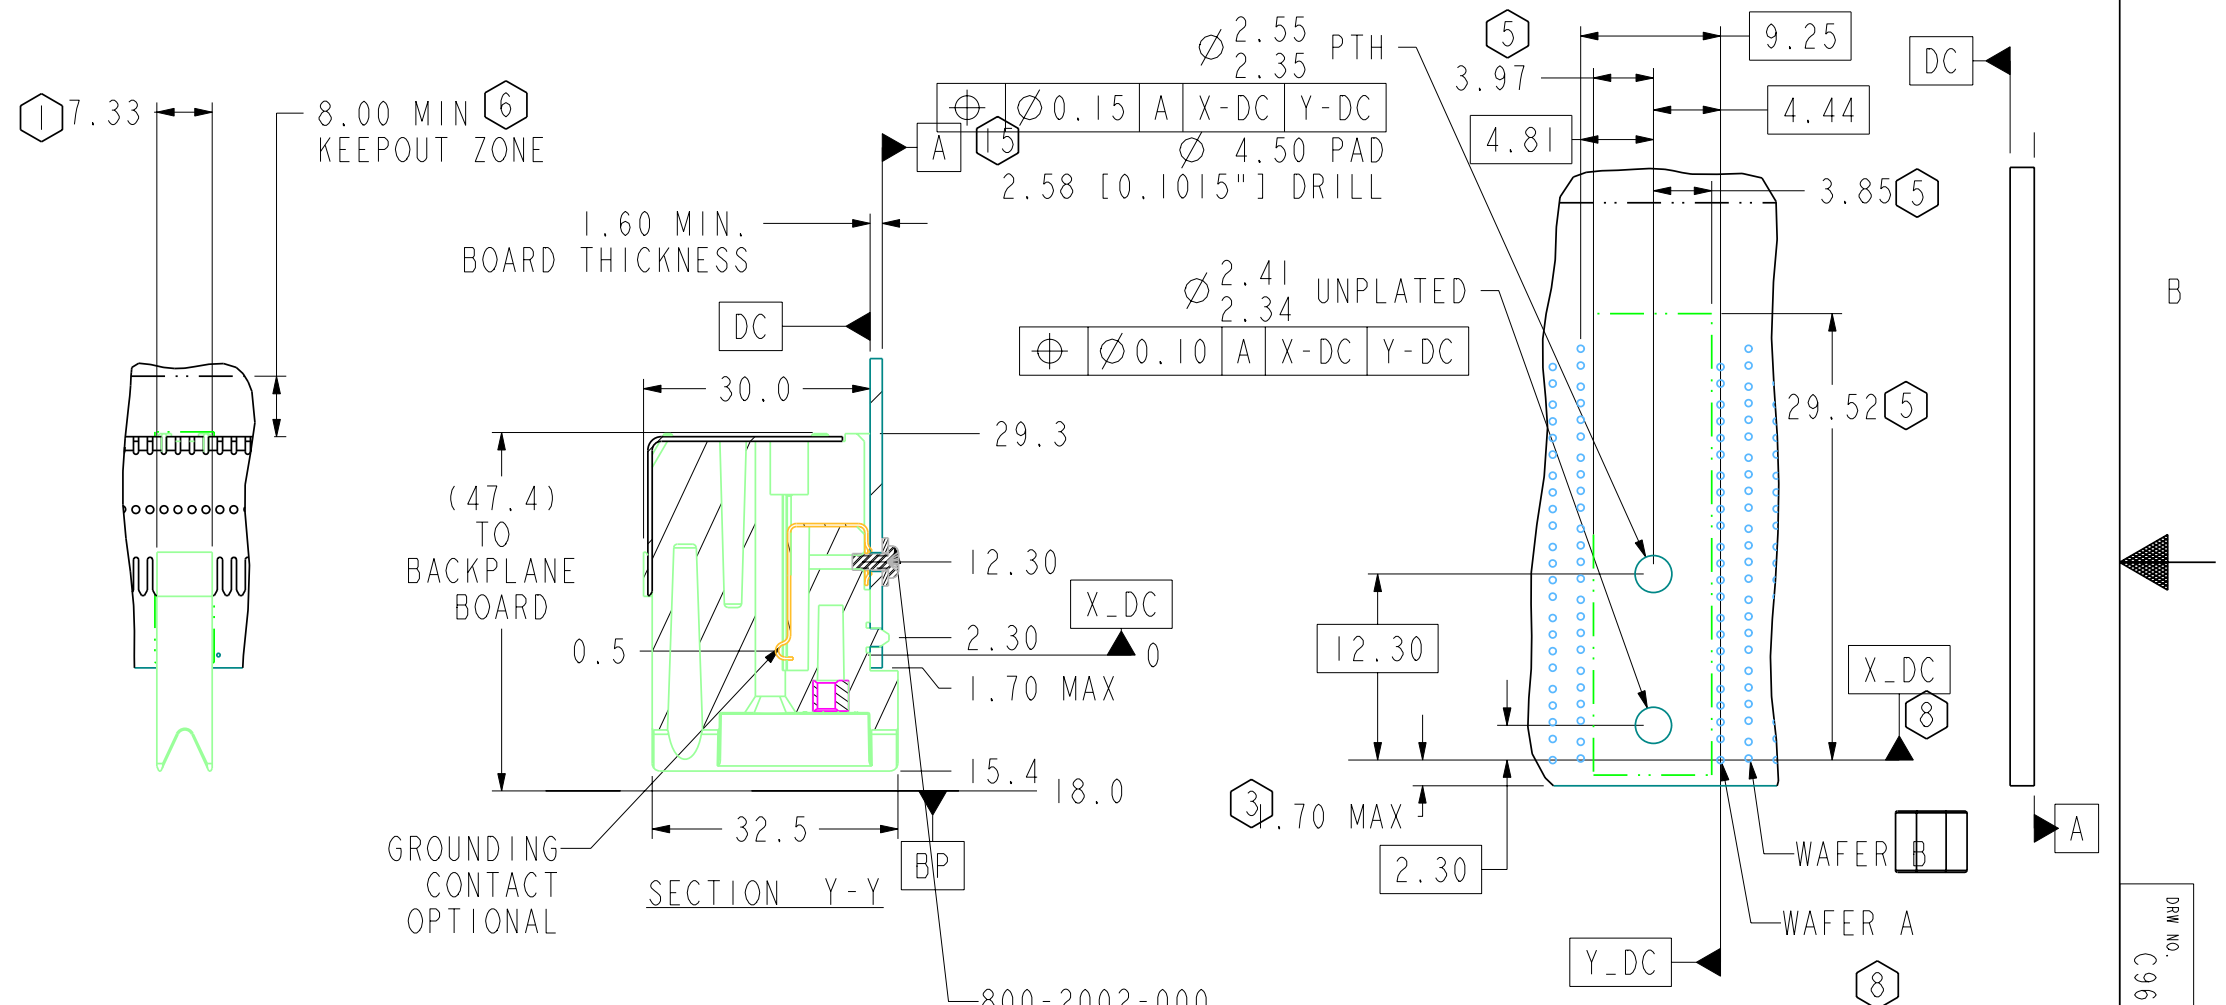 1
7.33
8.00 MIN
6
KEEPOUT ZONE
1.60 MIN.
BOARD THICKNESS
DC
A
15
Ø 2.55
2.35 PTH
⌖ Ø 0.15 A X-DC Y-DC
Ø 4.50 PAD
2.58 [0.1015"] DRILL
Ø 2.41
2.34 UNPLATED
⌖ Ø 0.10 A X-DC Y-DC
5
9.25
3.97
4.44
4.81
3.85
5
DC
B
30.0
29.3
(47.4)
TO
BACKPLANE
BOARD
12.30
X_DC
0.5
2.30
0
1.70 MAX
15.4
18.0
32.5
BP
GROUNDING
CONTACT
OPTIONAL
SECTION Y-Y
800-2002-000
29.52
5
12.30
X_DC
8
3
1.70 MAX
2.30
WAFER B
WAFER A
A
Y_DC
8
DRW NO.
C96